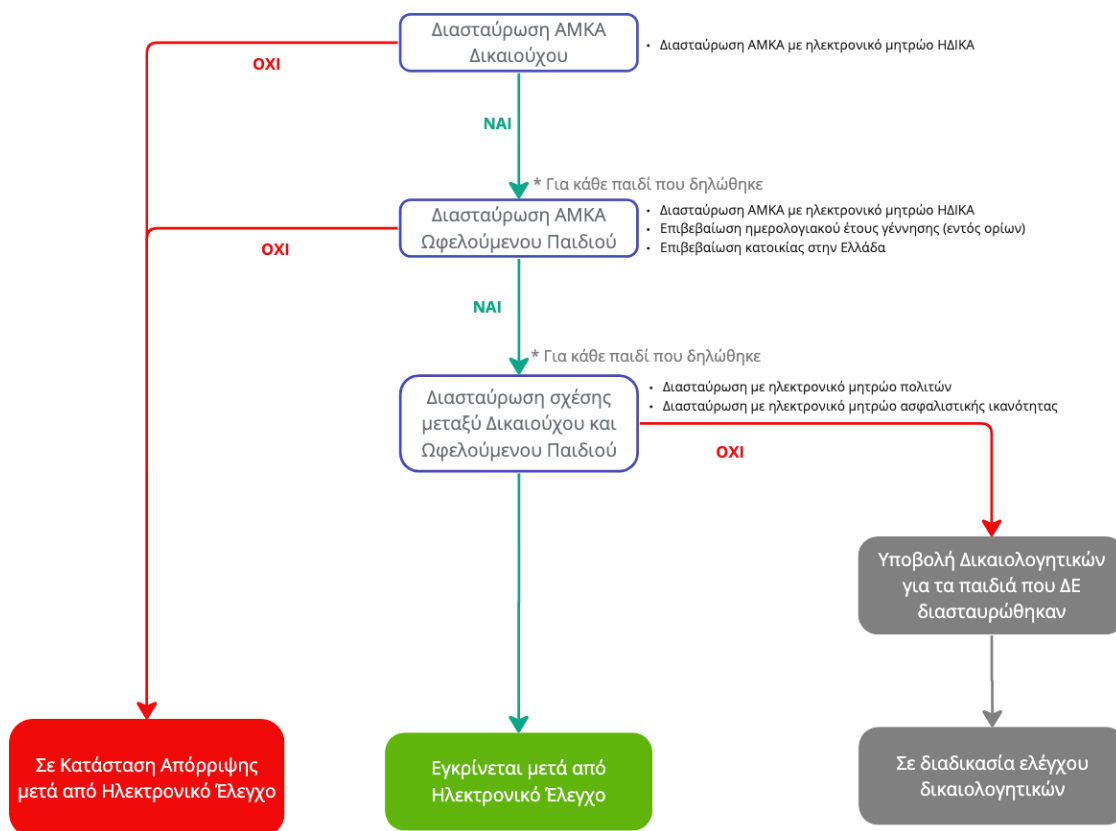 Διασταύρωση ΑΜΚΑ
Δικαιούχου
• Διασταύρωση ΑΜΚΑ με ηλεκτρονικό μητρώο ΗΔΙΚΑ
ΟΧΙ
ΝΑΙ
* Για κάθε παιδί που δηλώθηκε
Διασταύρωση ΑΜΚΑ
Ωφελούμενου Παιδιού
• Διασταύρωση ΑΜΚΑ με ηλεκτρονικό μητρώο ΗΔΙΚΑ
• Επιβεβαίωση ημερολογιακού έτους γέννησης (εντός ορίων)
• Επιβεβαίωση κατοικίας στην Ελλάδα
ΟΧΙ
ΝΑΙ
* Για κάθε παιδί που δηλώθηκε
Διασταύρωση σχέσης
μεταξύ Δικαιούχου και
Ωφελούμενου Παιδιού
• Διασταύρωση με ηλεκτρονικό μητρώο πολιτών
• Διασταύρωση με ηλεκτρονικό μητρώο ασφαλιστικής ικανότητας
ΟΧΙ
Υποβολή Δικαιολογητικών
για τα παιδιά που ΔΕ
διασταυρώθηκαν
Σε Κατάσταση Απόρριψης
μετά από Ηλεκτρονικό Έλεγχο
Εγκρίνεται μετά από
Ηλεκτρονικό Έλεγχο
Σε διαδικασία ελέγχου
δικαιολογητικών